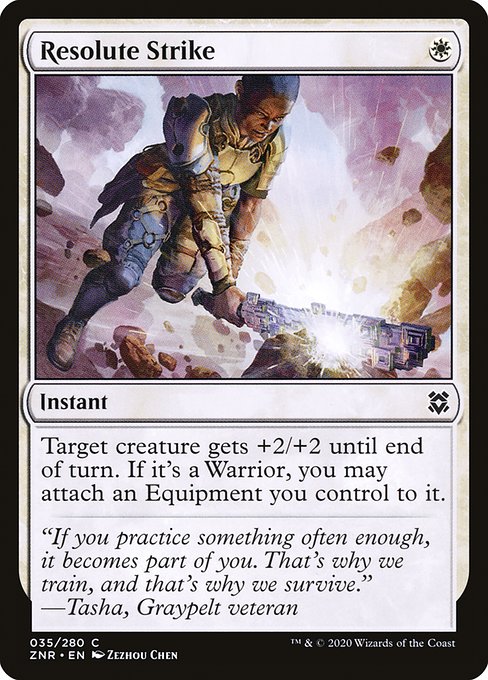 Resolute Strike
Instant
Target creature gets +2/+2 until end
of turn. If it's a Warrior, you may
attach an Equipment you control to it.
"If you practice something often enough,
it becomes part of you. That's why we
train, and that's why we survive."
—Tasha, Graypelt veteran
035/280 C
ZNR • EN Zezhou Chen
™ & © 2020 Wizards of the Coast